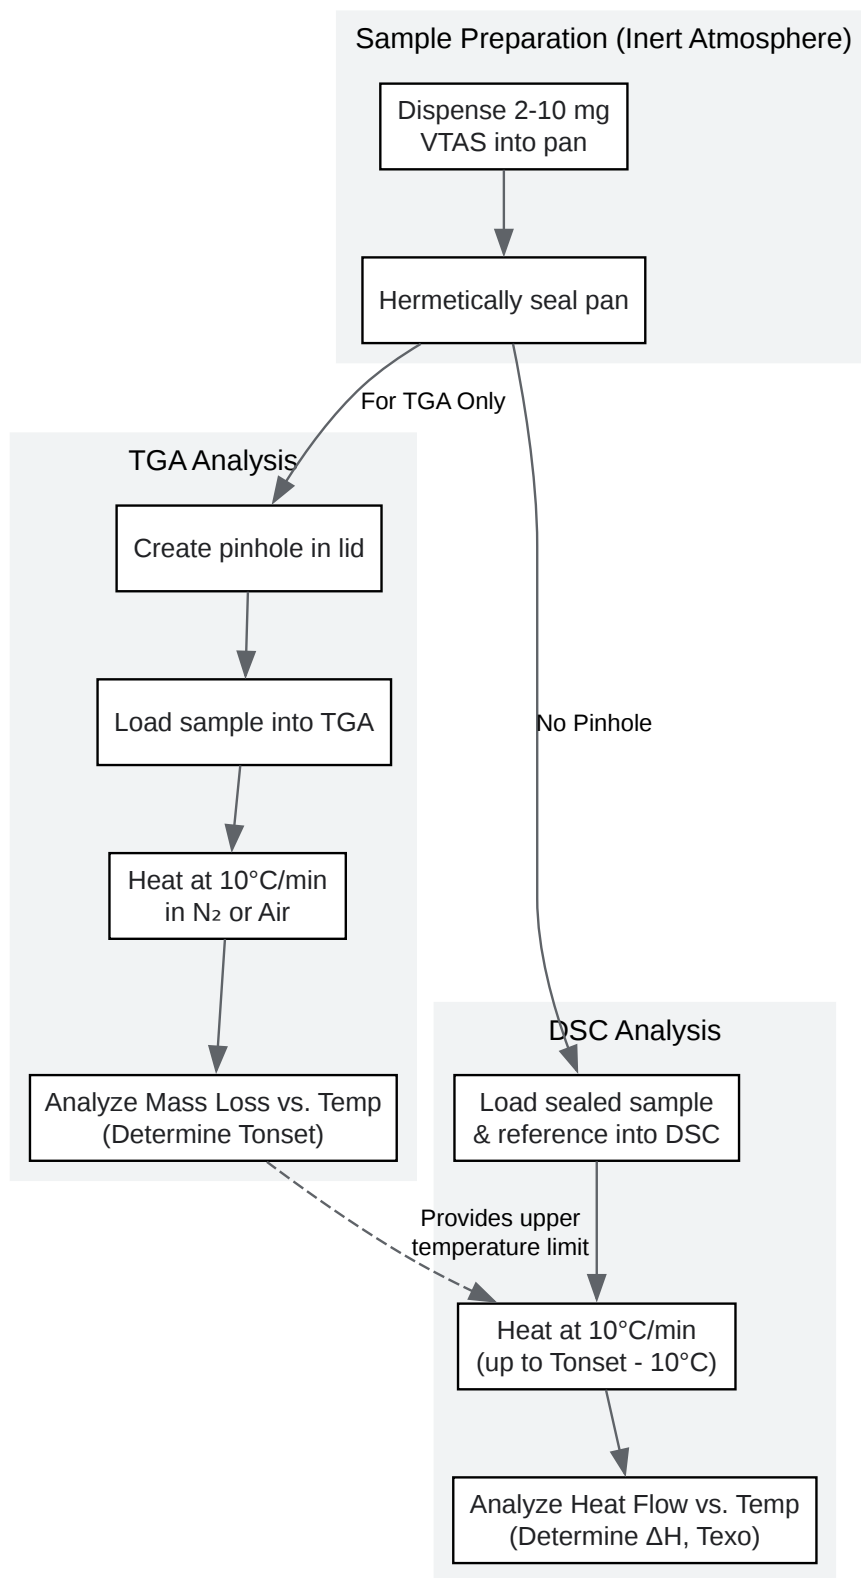 Sample Preparation (Inert Atmosphere)
Dispense 2-10 mg
VTAS into pan
Hermetically seal pan
For TGA Only
TGA Analysis
Create pinhole in lid
Load sample into TGA
No Pinhole
Heat at 10°C/min
in N₂ or Air
DSC Analysis
Analyze Mass Loss vs. Temp
(Determine Tonset)
Load sealed sample
& reference into DSC
Provides upper
temperature limit
Heat at 10°C/min
(up to Tonset - 10°C)
Analyze Heat Flow vs. Temp
(Determine ΔH, Texo)